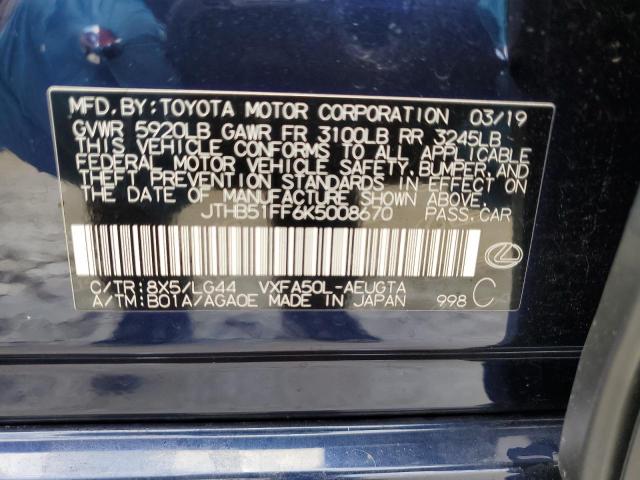 MFD. BY: TOYOTA MOTOR CORPORATION 03/19
GVWR 5920LB GAWR FR 3100LB RR 3245LB
THIS VEHICLE CONFORMS TO ALL APPLICABLE
FEDERAL MOTOR VEHICLE SAFETY, BUMPER, AND
THEFT PREVENTION STANDARDS IN EFFECT ON
THE DATE OF MANUFACTURE SHOWN ABOVE.
JTHB51FF6K5008670 PASS. CAR
C/TR: 8X5/LG44 VXFA50L-AEUGTA
A/TM: B01A/AGA0E MADE IN JAPAN 998 C